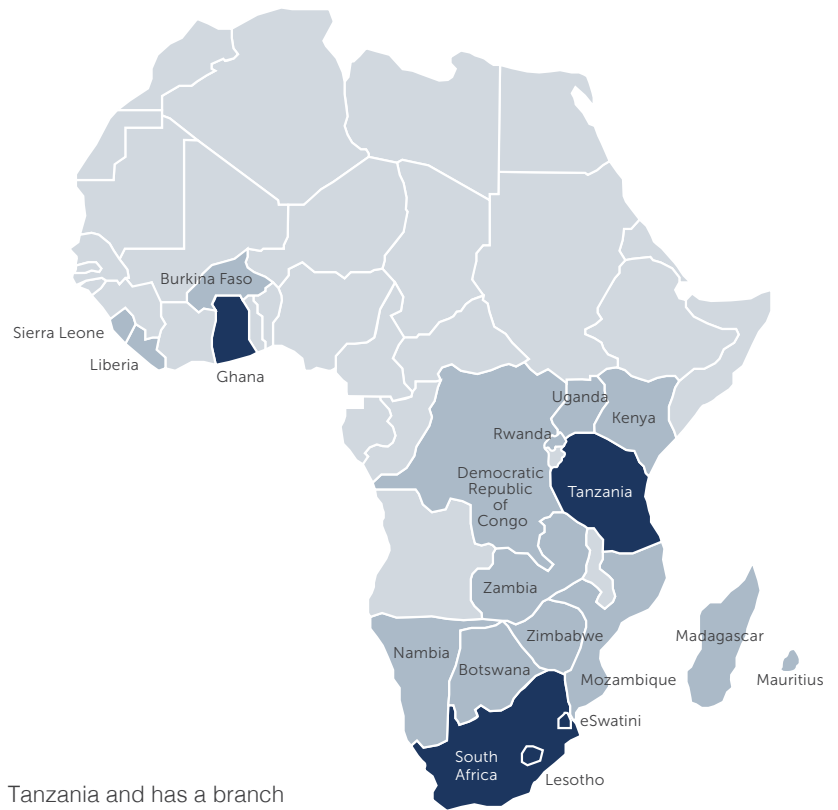 Burkina Faso
Sierra Leone
Liberia
Ghana
Uganda
Kenya
Rwanda
Democratic
Republic
of
Congo
Tanzania
Zambia
Nambia
Zimbabwe
Botswana
Madagascar
Mozambique
Mauritius
eSwatini
South
Africa
Lesotho
Tanzania and has a branch